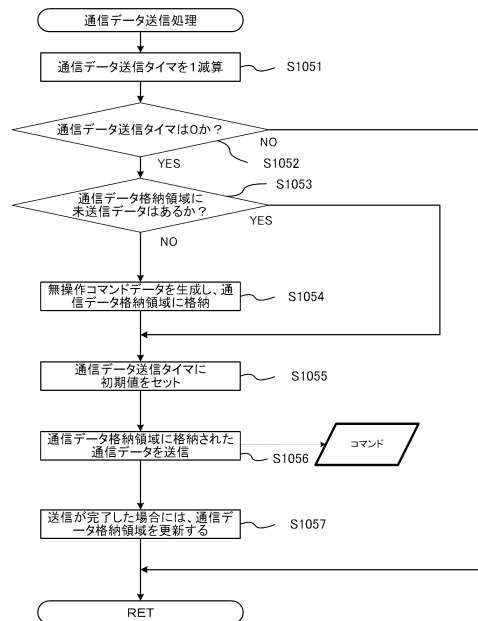 通信データ送信処理
通信データ送信タイマを1減算
S1051
通信データ送信タイマは0か？
NO
S1052
YES
S1053
通信データ格納領域に
未送信データはあるか？
YES
NO
無操作コマンドデータを生成し、通
信データ格納領域に格納
S1054
通信データ送信タイマに
初期値をセット
S1055
通信データ格納領域に格納された
通信データを送信
S1056
コマンド
送信が完了した場合には、通信デ
ータ格納領域を更新する
S1057
RET